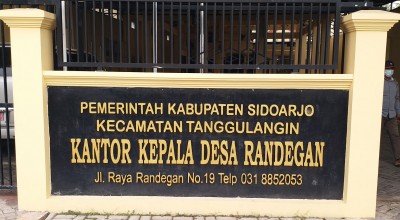 PEMERINTAH KABUPATEN SIDOARJO
KECAMATAN TANGGULANGIN
KANTOR KEPALA DESA RANDEGAN
Jl. Raya Randegan No.19 Telp 031 8852053